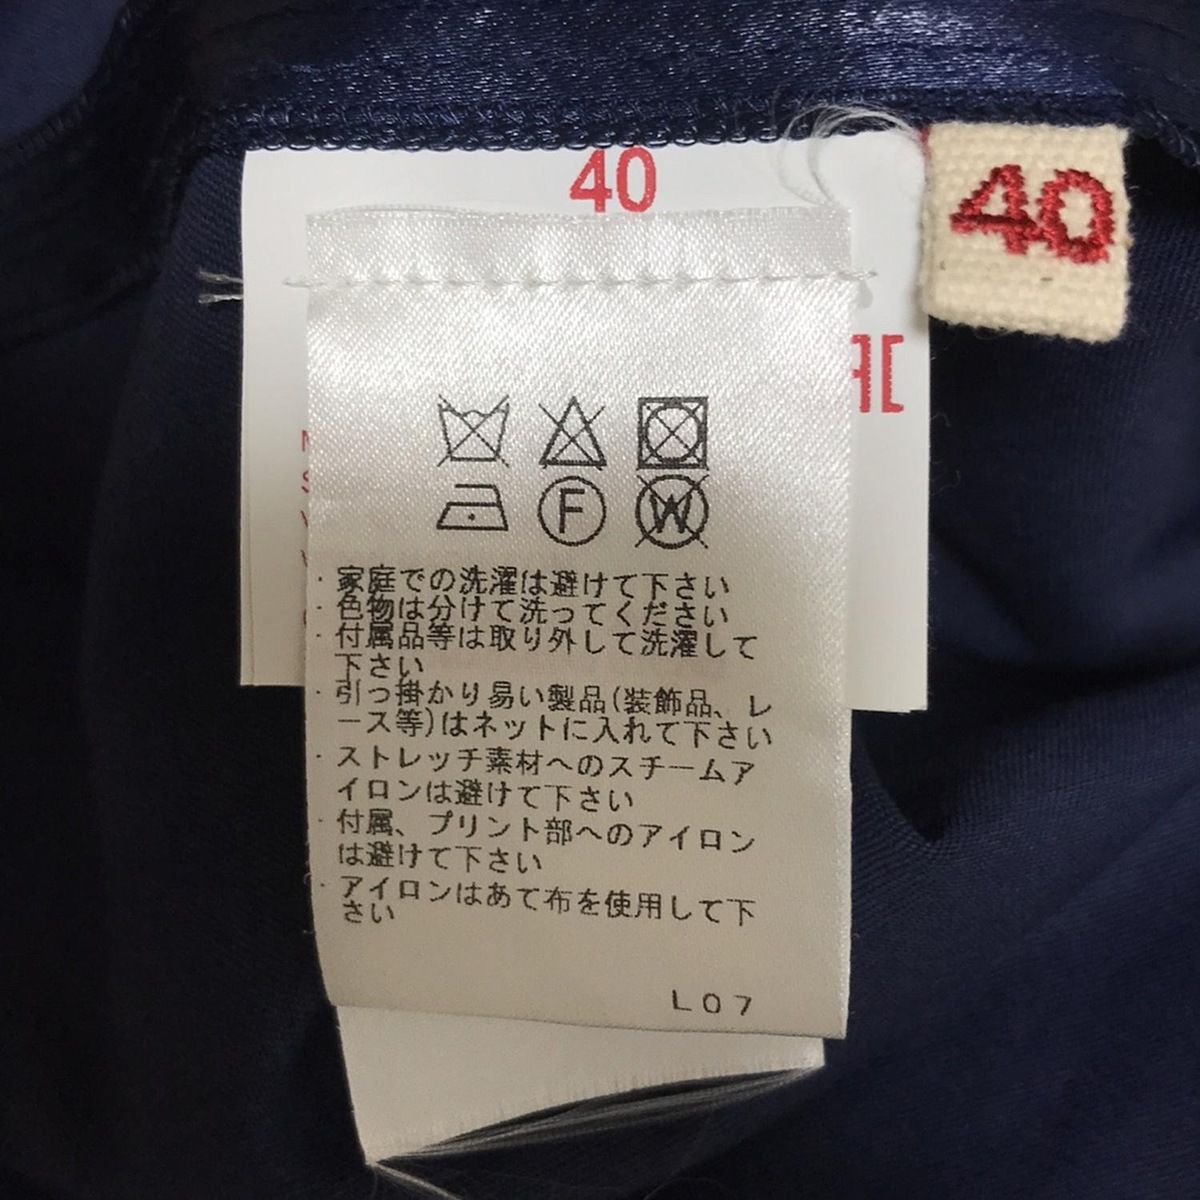 40
40
F
W
・家庭での洗濯は避けて下さい
・色物は分けて洗ってください
・付属品等は取り外して洗濯して
下さい
・引っ掛かり易い製品(装飾品、レ
ース等)はネットに入れて下さい
・ストレッチ素材へのスチームア
イロンは避けて下さい
・付属、プリント部へのアイロン
は避けて下さい
・アイロンはあて布を使用して下
さい
L07